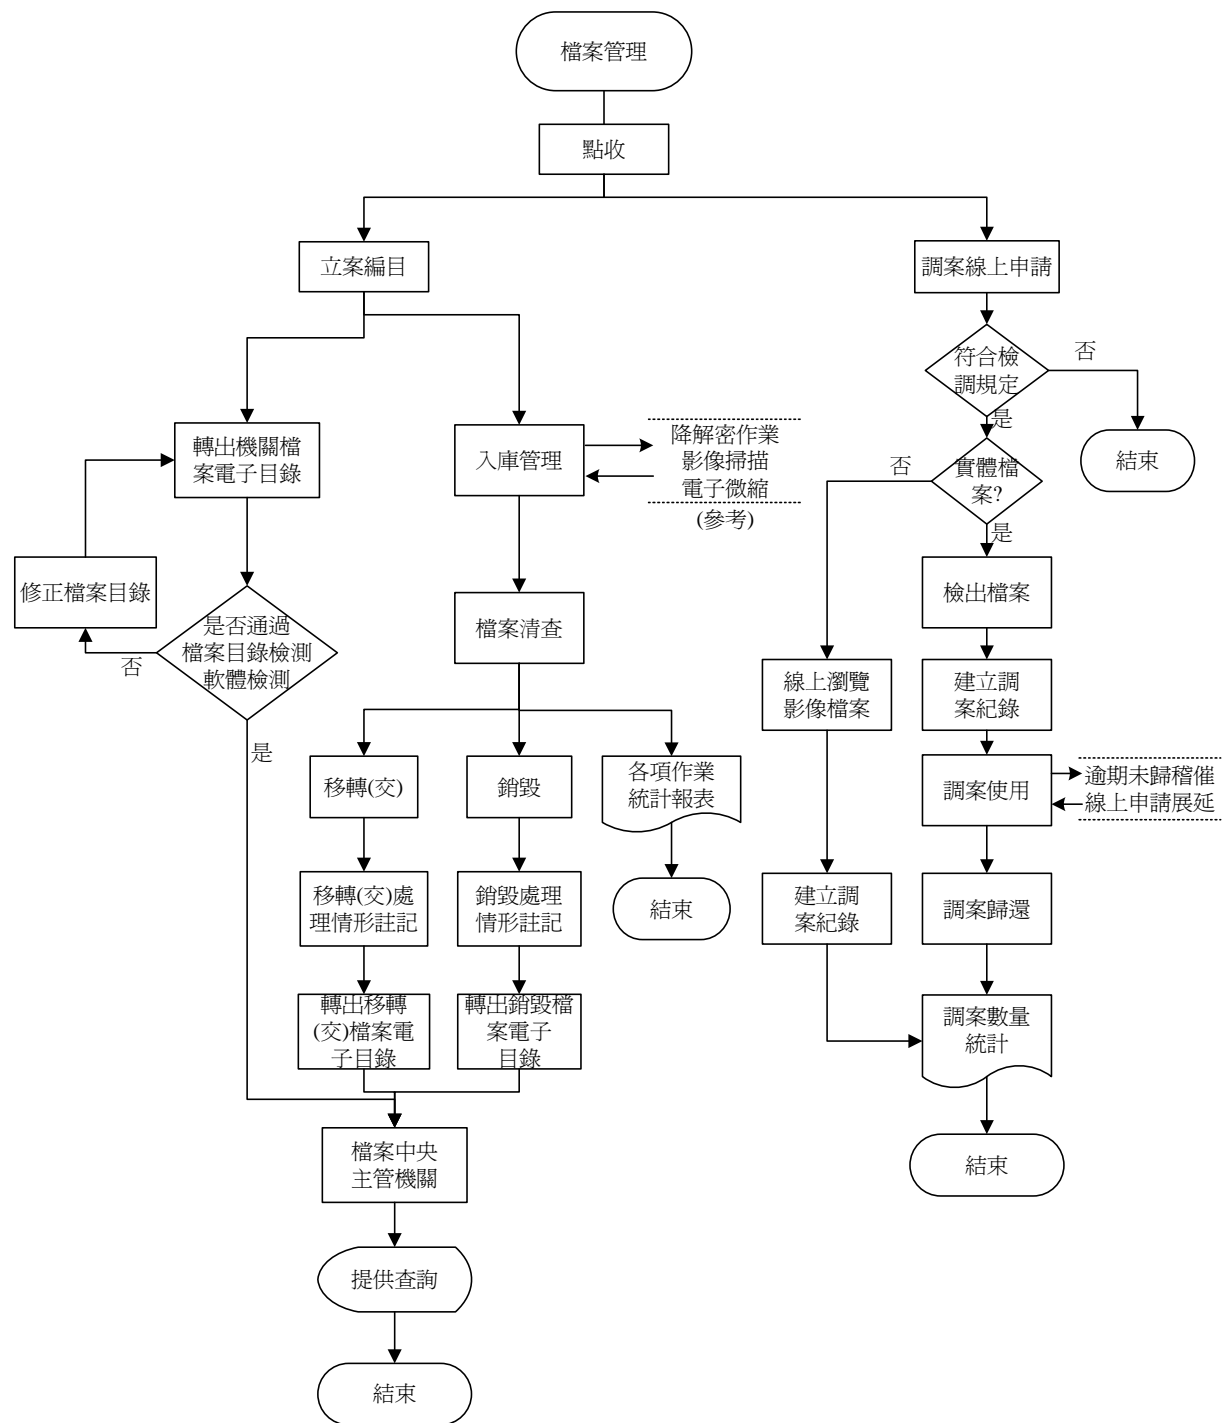 檔案管理
點收
立案編目
調案線上申請
符合檢
調規定
否
是
結束
轉出機關檔
案電子目錄
入庫管理
降解密作業
影像掃描
電子微縮
(參考)
否
實體檔
案?
是
修正檔案目錄
是否通過
檔案目錄檢測
軟體檢測
否
是
檔案清查
檢出檔案
線上瀏覽
影像檔案
建立調
案紀錄
移轉(交)
銷毀
各項作業
統計報表
調案使用
逾期未歸稽催
線上申請展延
移轉(交)處
理情形註記
銷毀處理
情形註記
結束
建立調
案紀錄
調案歸還
轉出移轉
(交)檔案電
子目錄
轉出銷毀檔
案電子
目錄
調案數量
統計
檔案中央
主管機關
結束
提供查詢
結束